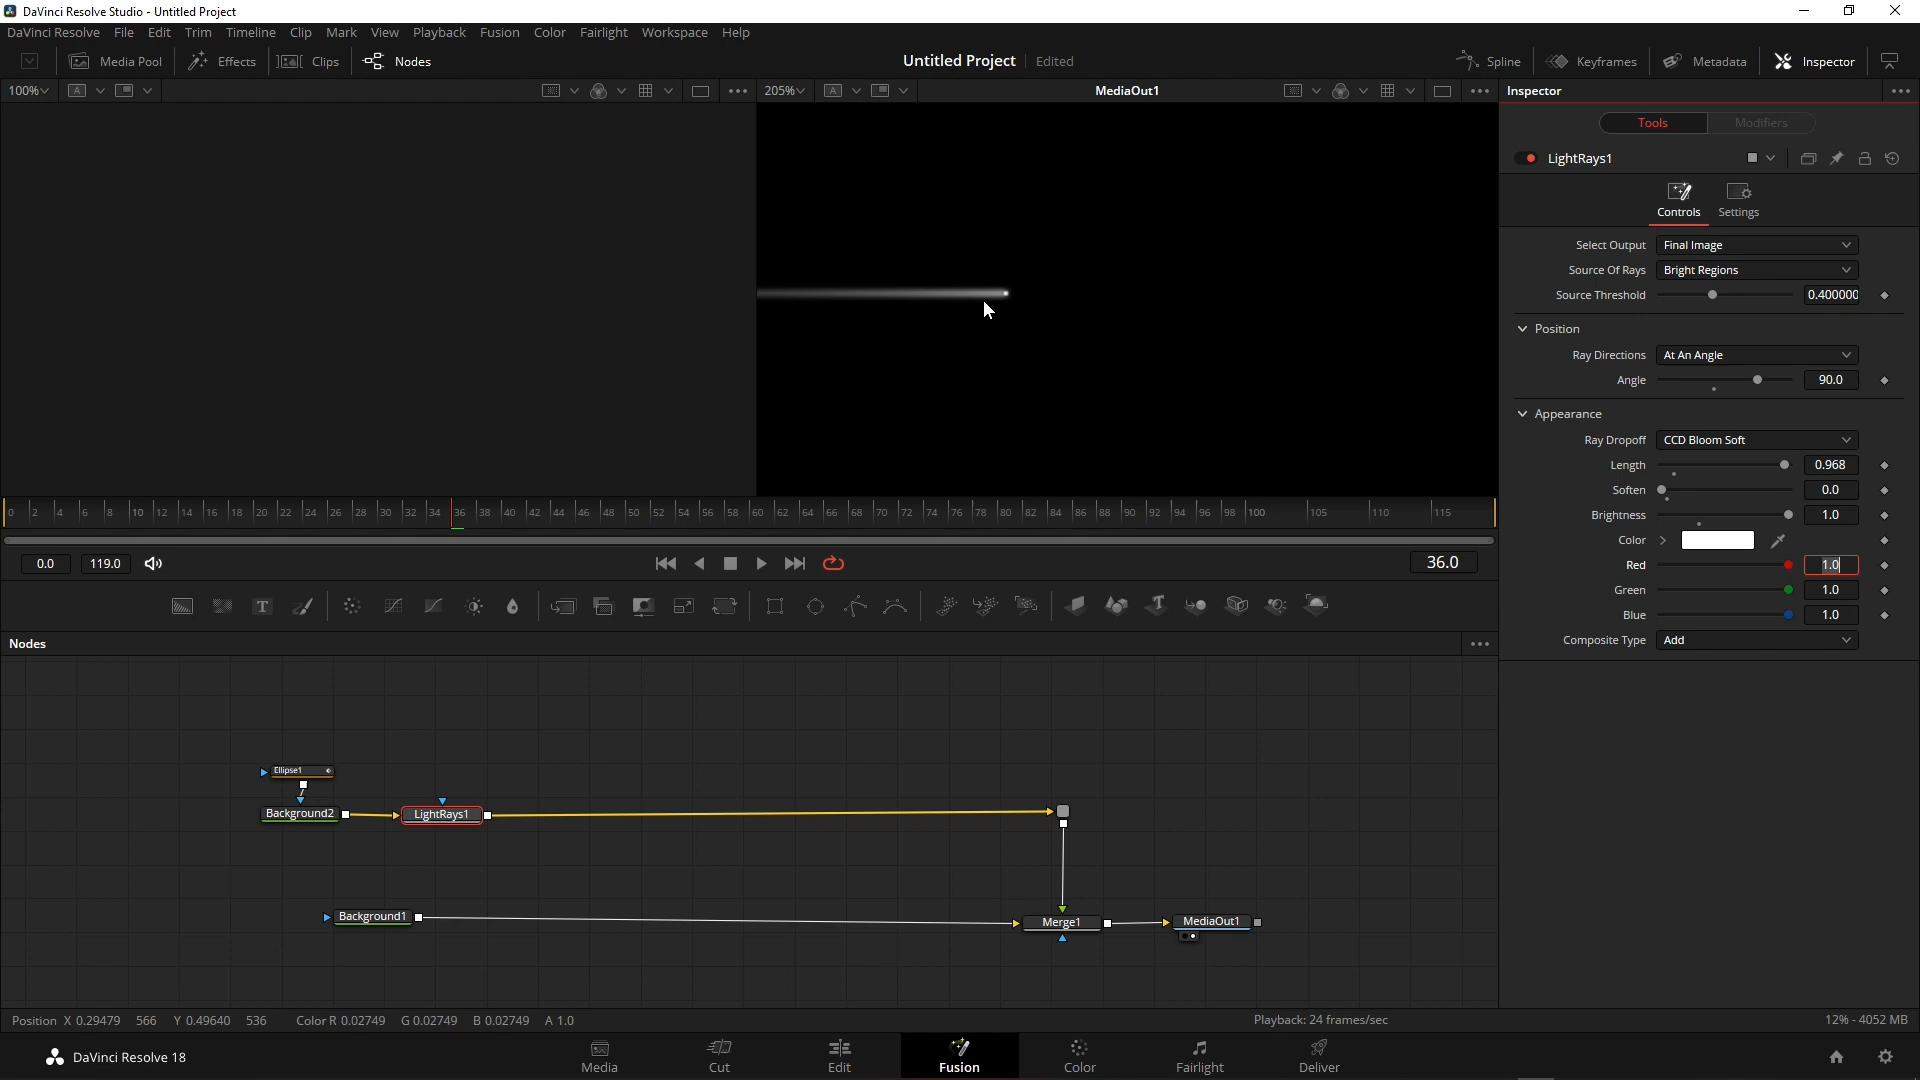 DaVinci Resolve Studio - Untitled Project
DaVinci Resolve File Edit Trim Timeline Clip Mark View Playback Fusion Color Fairlight Workspace Help
Media Pool Effects Clips Nodes Untitled Project Edited Spline Keyframes Metadata Inspector
100% A 205% A MediaOut1 Inspector
Tools Modifiers
LightRays1
Controls Settings
Select Output Final Image
Source Of Rays Bright Regions
Source Threshold 0.400000
Position
Ray Directions At An Angle
Angle 90.0
Appearance
Ray Dropoff CCD Bloom Soft
Length 0.968
Soften 0.0
Brightness 1.0
Color
Red 1.0
Green 1.0
Blue 1.0
Composite Type Add
0 2 4 6 8 10 12 14 16 18 20 22 24 26 28 30 32 34 36 38 40 42 44 46 48 50 52 54 56 58 60 62 64 66 68 70 72 74 76 78 80 82 84 86 88 90 92 94 96 98 100 105 110 115
0.0 119.0 36.0
T T
Nodes
Ellipse1
Background2 LightRays1
Background1 Merge1 MediaOut1
Position X 0.29479 566 Y 0.49640 536 Color R 0.02749 G 0.02749 B 0.02749 A 1.0 Playback: 24 frames/sec 12% - 4052 MB
DaVinci Resolve 18 Media Cut Edit Fusion Color Fairlight Deliver